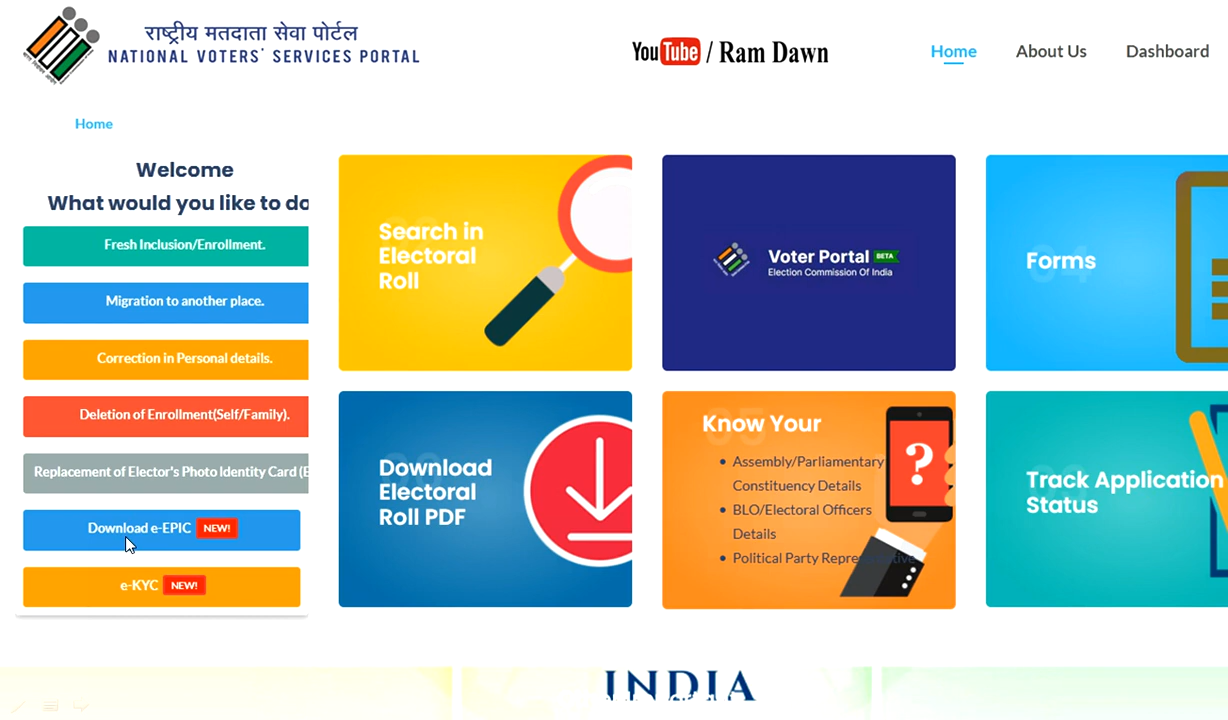 राष्ट्रीय मतदाता सेवा पोर्टल
NATIONAL VOTERS' SERVICES PORTAL
YouTube / Ram Dawn
Home
About Us
Dashboard
Home
Welcome
What would you like to do
Fresh Inclusion/Enrollment.
Migration to another place.
Correction in Personal details.
Deletion of Enrollment(Self/Family).
Replacement of Elector's Photo Identity Card (E
Download e-EPIC NEW!
e-KYC NEW!
Search in
Electoral
Roll
Voter Portal BETA
Election Commission Of India
Forms
04
Download
Electoral
Roll PDF
Know Your
05
• Assembly/Parliamentary
Constituency Details
• BLO/Electoral Officers
Details
• Political Party Representative
?
Track Application
Status
INDIA